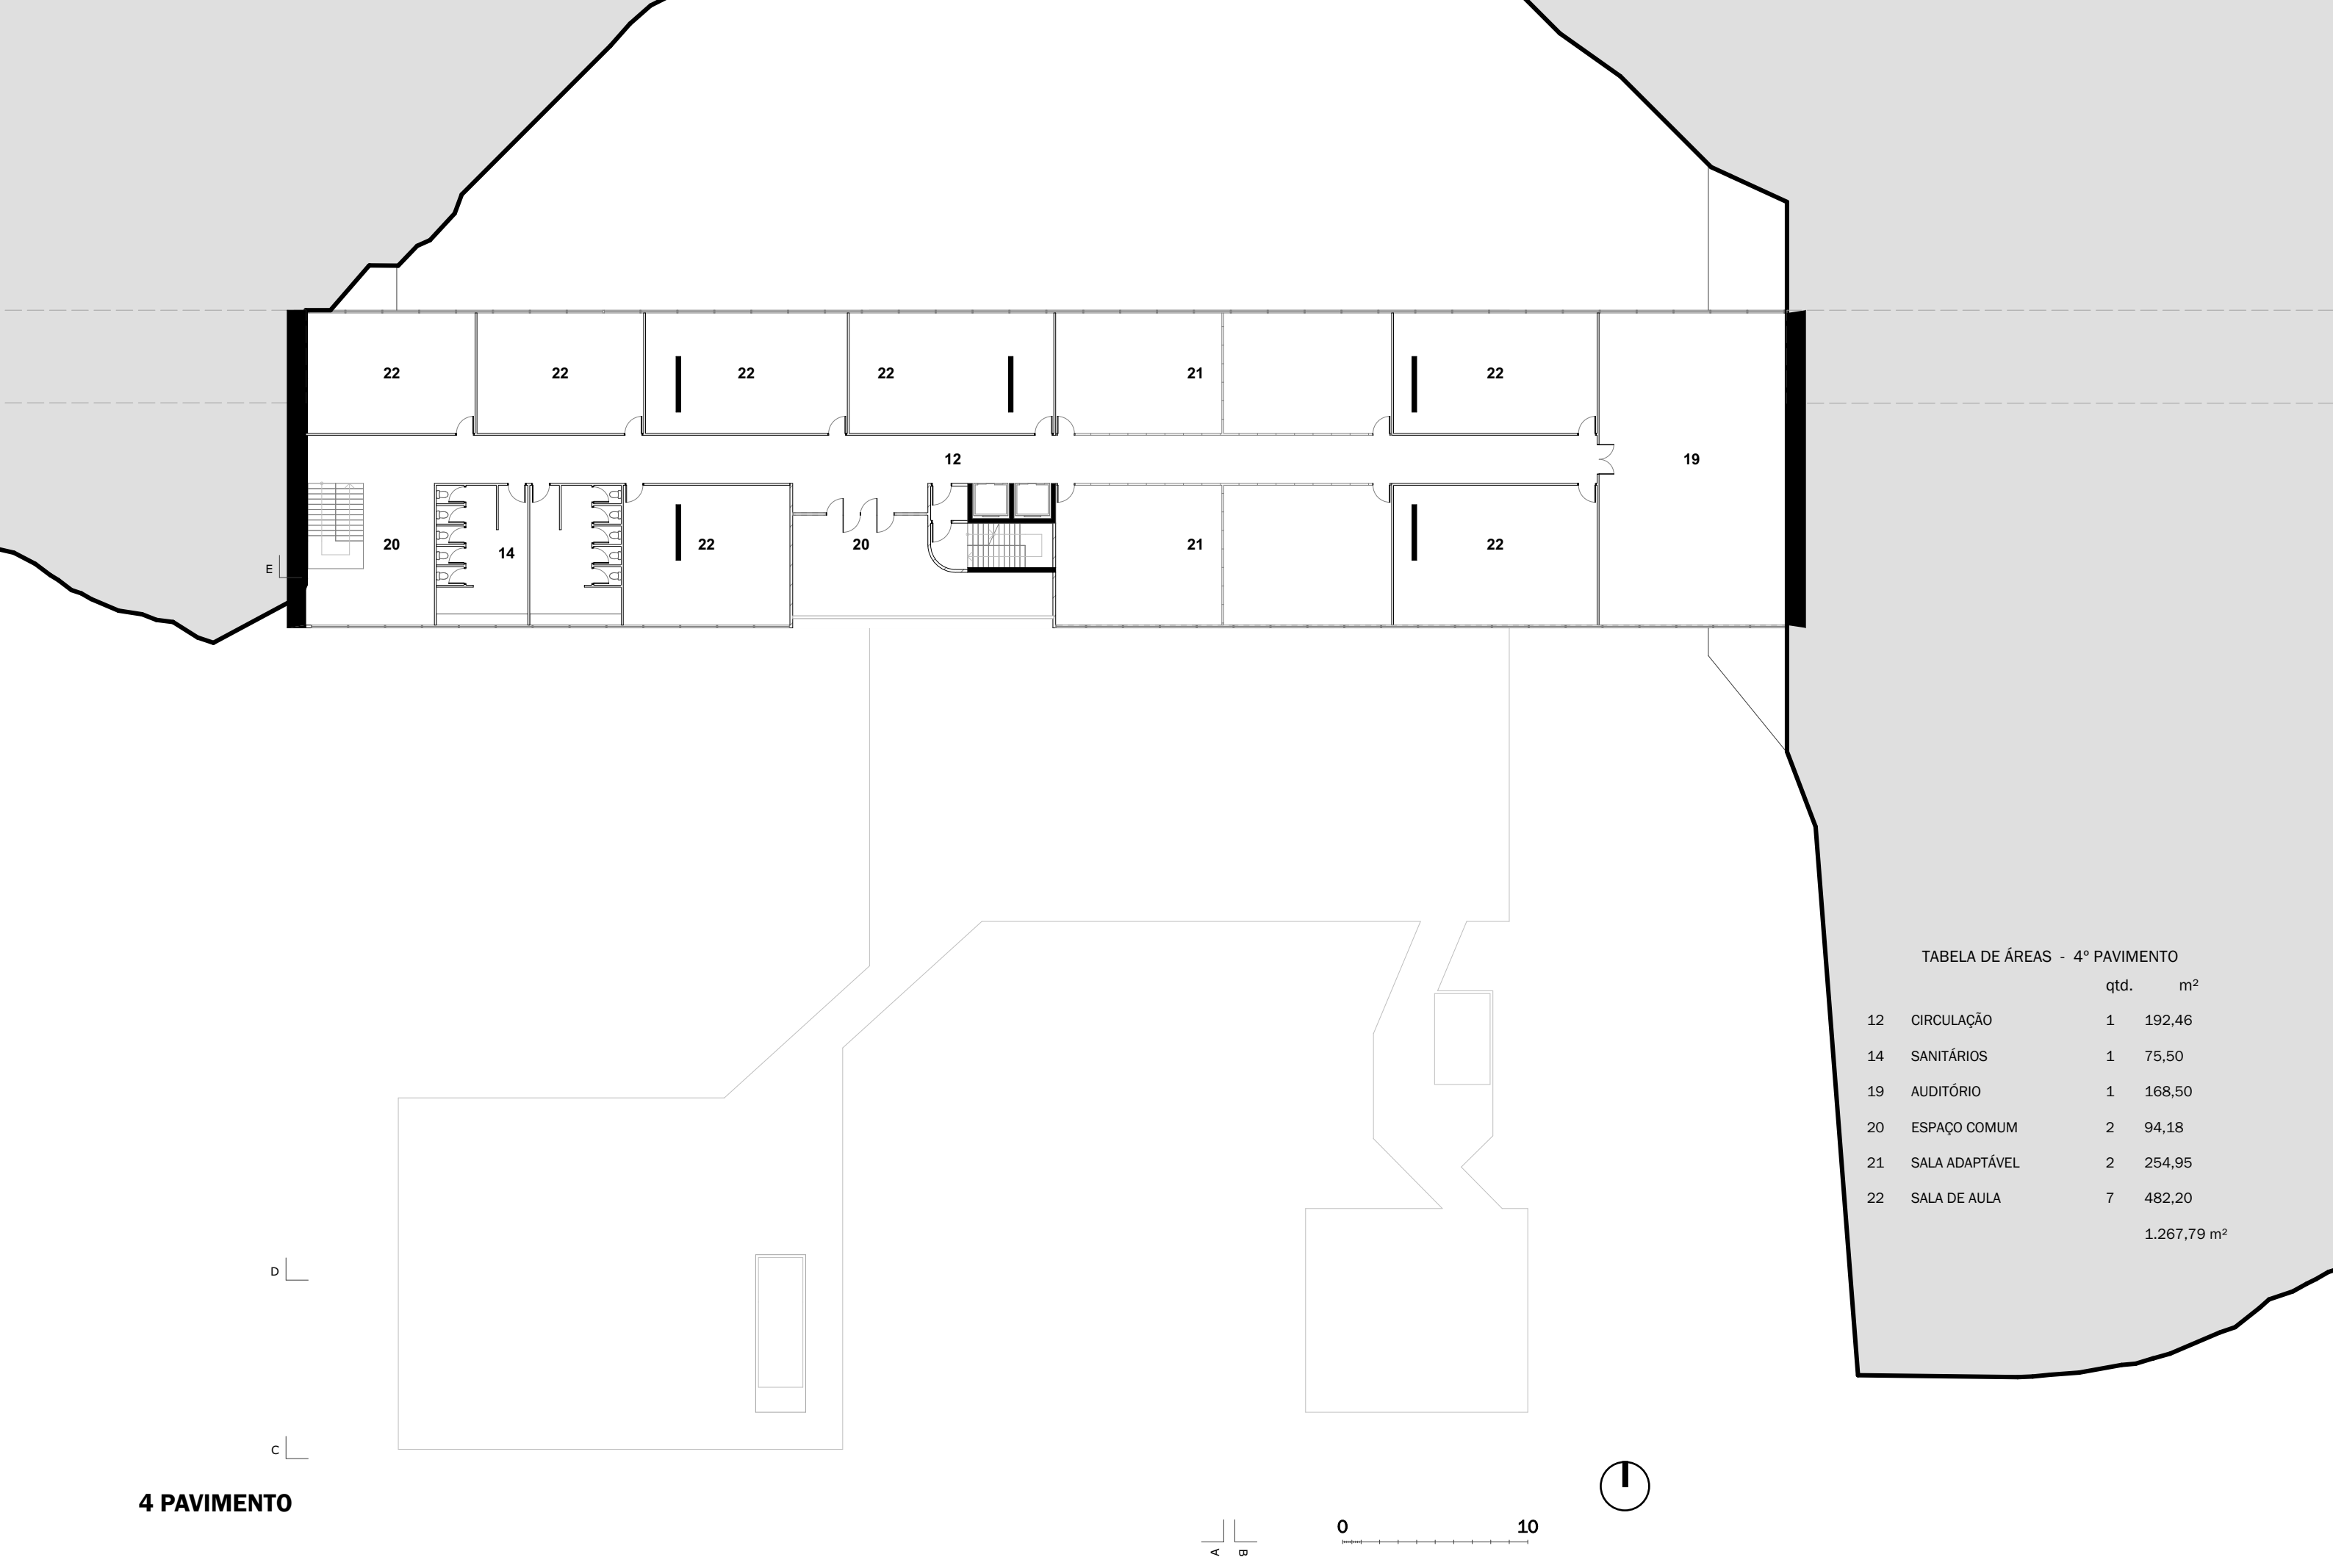 22 22 22 22 21 22
12 19
20 14 22 20 21 22
E
TABELA DE ÁREAS - 4º PAVIMENTO
qtd. m²
12 CIRCULAÇÃO 1 192,46
14 SANITÁRIOS 1 75,50
19 AUDITÓRIO 1 168,50
20 ESPAÇO COMUM 2 94,18
21 SALA ADAPTÁVEL 2 254,95
22 SALA DE AULA 7 482,20
1.267,79 m²
D
C
4 PAVIMENTO
0 10
A B